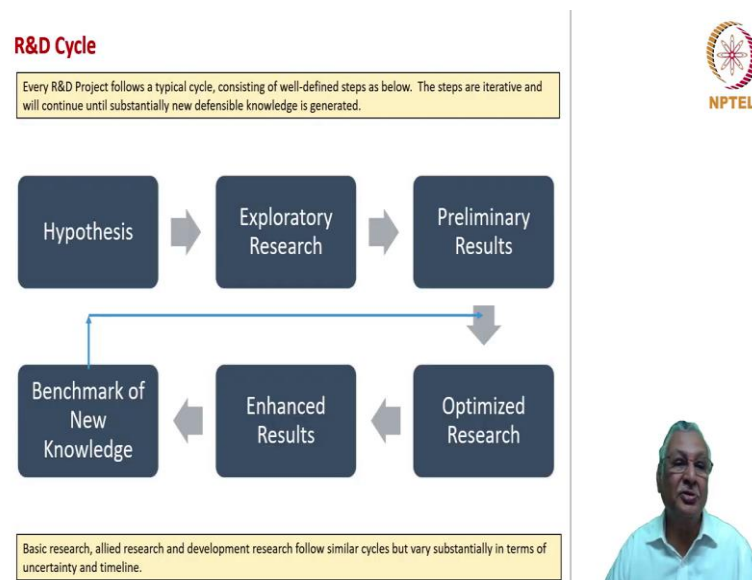 R&D Cycle
Every R&D Project follows a typical cycle, consisting of well-defined steps as below. The steps are iterative and
will continue until substantially new defensible knowledge is generated.
NPTEL
Hypothesis
Exploratory
Research
Preliminary
Results
Benchmark of
New
Knowledge
Enhanced
Results
Optimized
Research
Basic research, allied research and development research follow similar cycles but vary substantially in terms of
uncertainty and timeline.